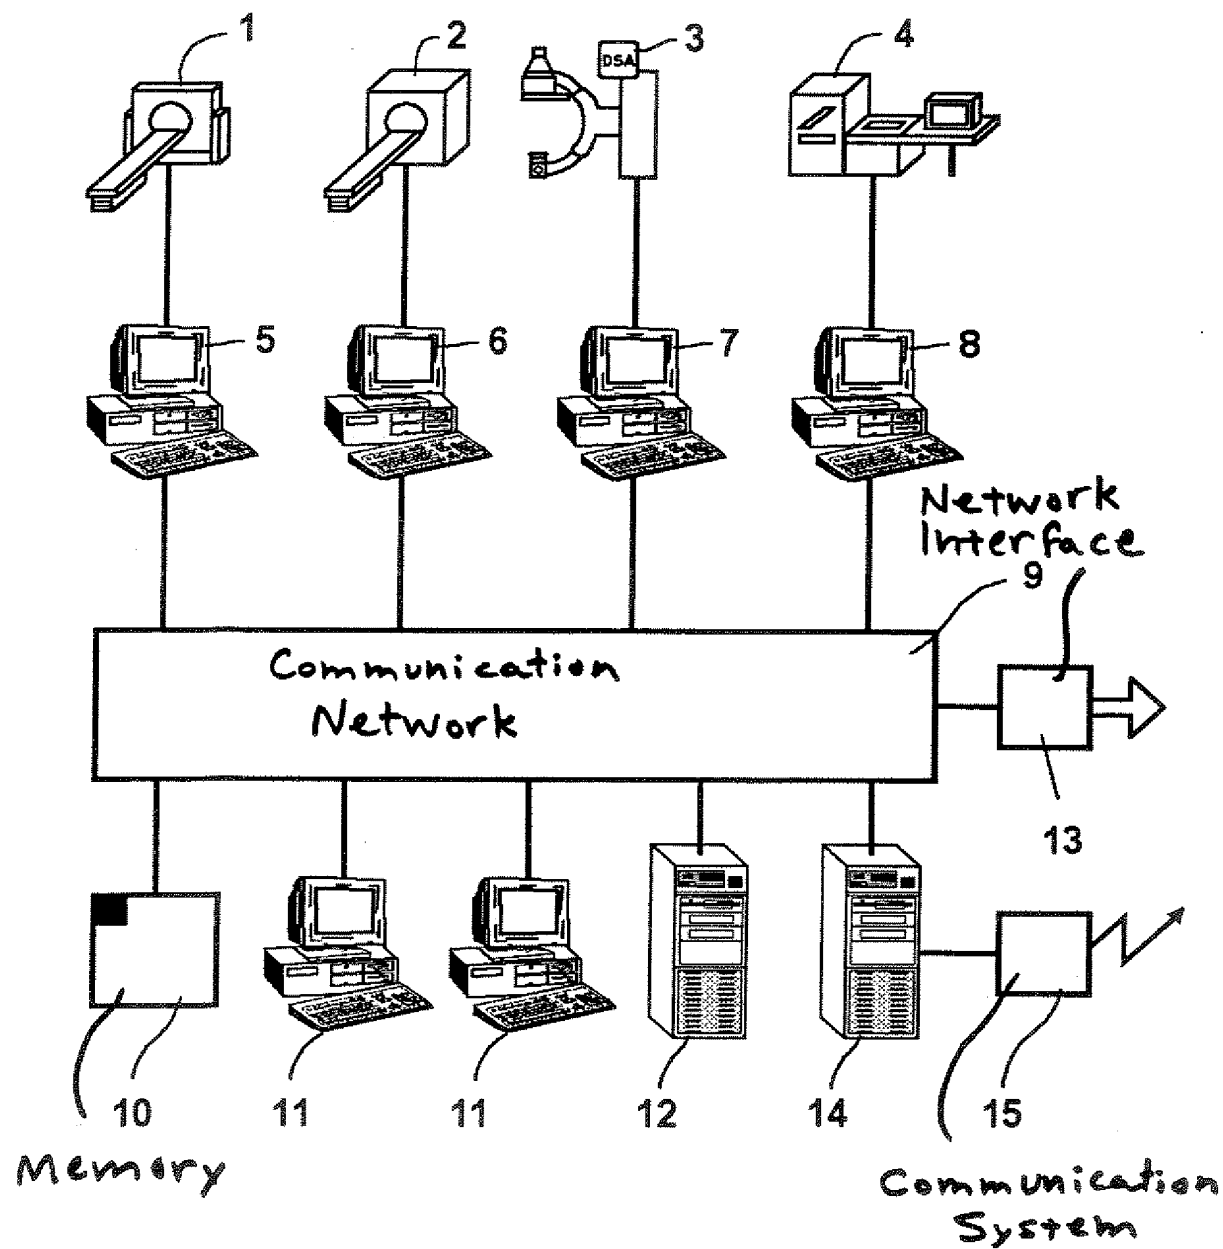 1
2
DSA
3
4
5
6
7
8
Network
Interface
9
Communication
Network
13
10
11
11
12
14
15
Memory
Communication
System